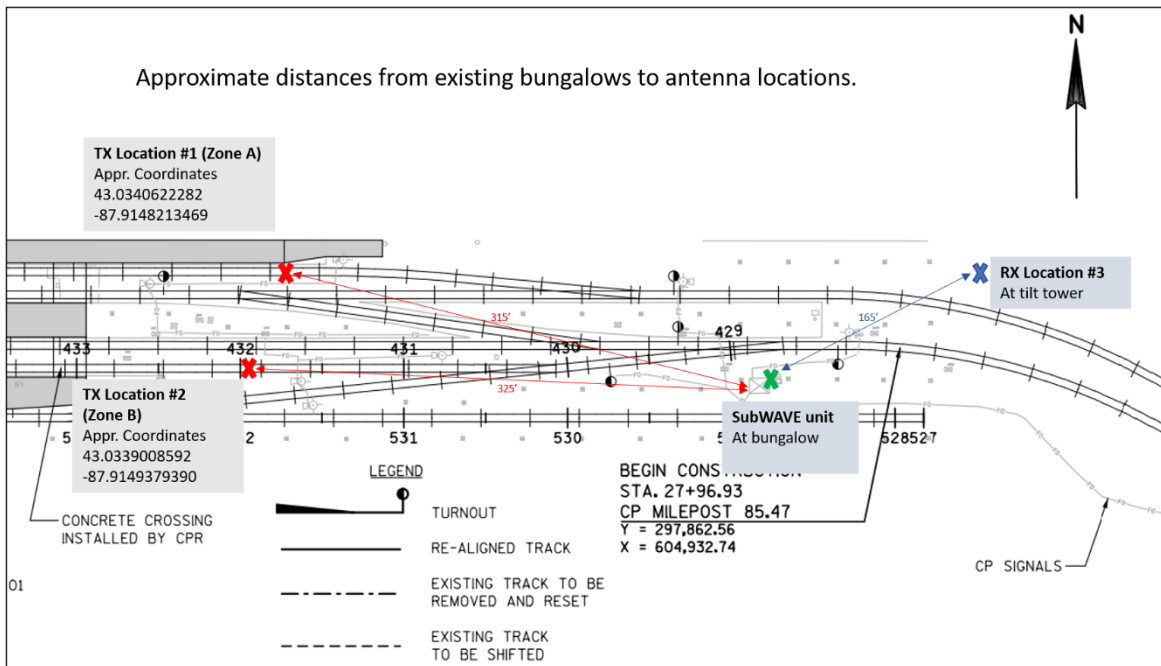 N
Approximate distances from existing bungalows to antenna locations.
TX Location #1 (Zone A)
Appr. Coordinates
43.0340622282
-87.9148213469
RX Location #3
At tilt tower
315'
165'
429
433
432
431
430
325'
TX Location #2
(Zone B)
Appr. Coordinates
43.0339008592
-87.9149379390
SubWAVE unit
At bungalow
531
530
528
527
LEGEND
TURNOUT
RE-ALIGNED TRACK
EXISTING TRACK TO BE
REMOVED AND RESET
EXISTING TRACK
TO BE SHIFTED
BEGIN CONSTRUCTION
STA. 27+96.93
CP MILEPOST 85.47
Y = 297,862.56
X = 604,932.74
CONCRETE CROSSING
INSTALLED BY CPR
CP SIGNALS
01